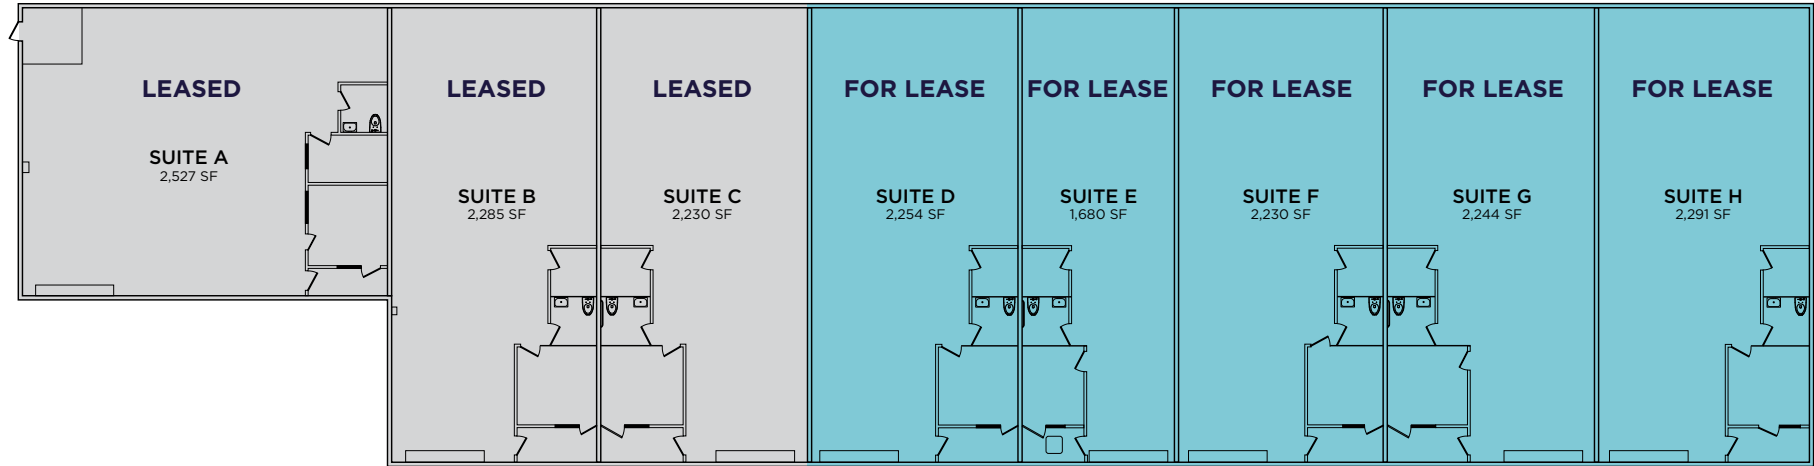 LEASED
SUITE A
2,527 SF
LEASED
SUITE B
2,285 SF
LEASED
SUITE C
2,230 SF
FOR LEASE
SUITE D
2,254 SF
FOR LEASE
SUITE E
1,680 SF
FOR LEASE
SUITE F
2,230 SF
FOR LEASE
SUITE G
2,244 SF
FOR LEASE
SUITE H
2,291 SF